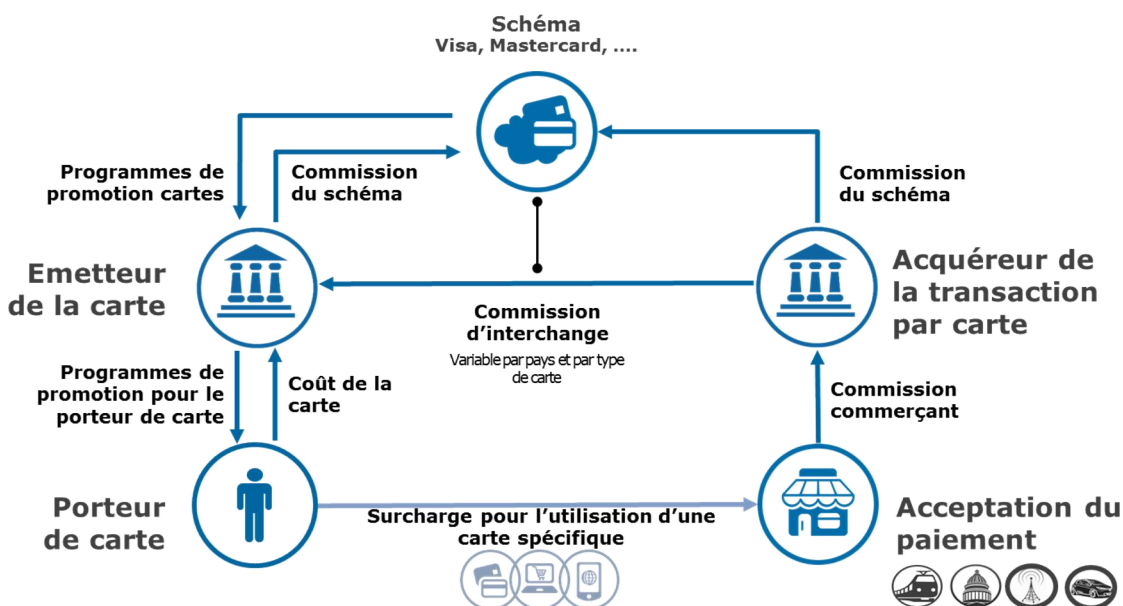 Schéma
Visa, Mastercard, ....
Programmes de
promotion cartes
Commission
du schéma
Commission
du schéma
Emetteur
de la carte
Acquéreur de
la transaction
par carte
Commission
d’interchange
Variable par pays et par type
de carte
Programmes de
promotion pour le
porteur de carte
Coût de la
carte
Commission
commerçant
Porteur
de carte
Surcharge pour l’utilisation d’une
carte spécifique
Acceptation du
paiement